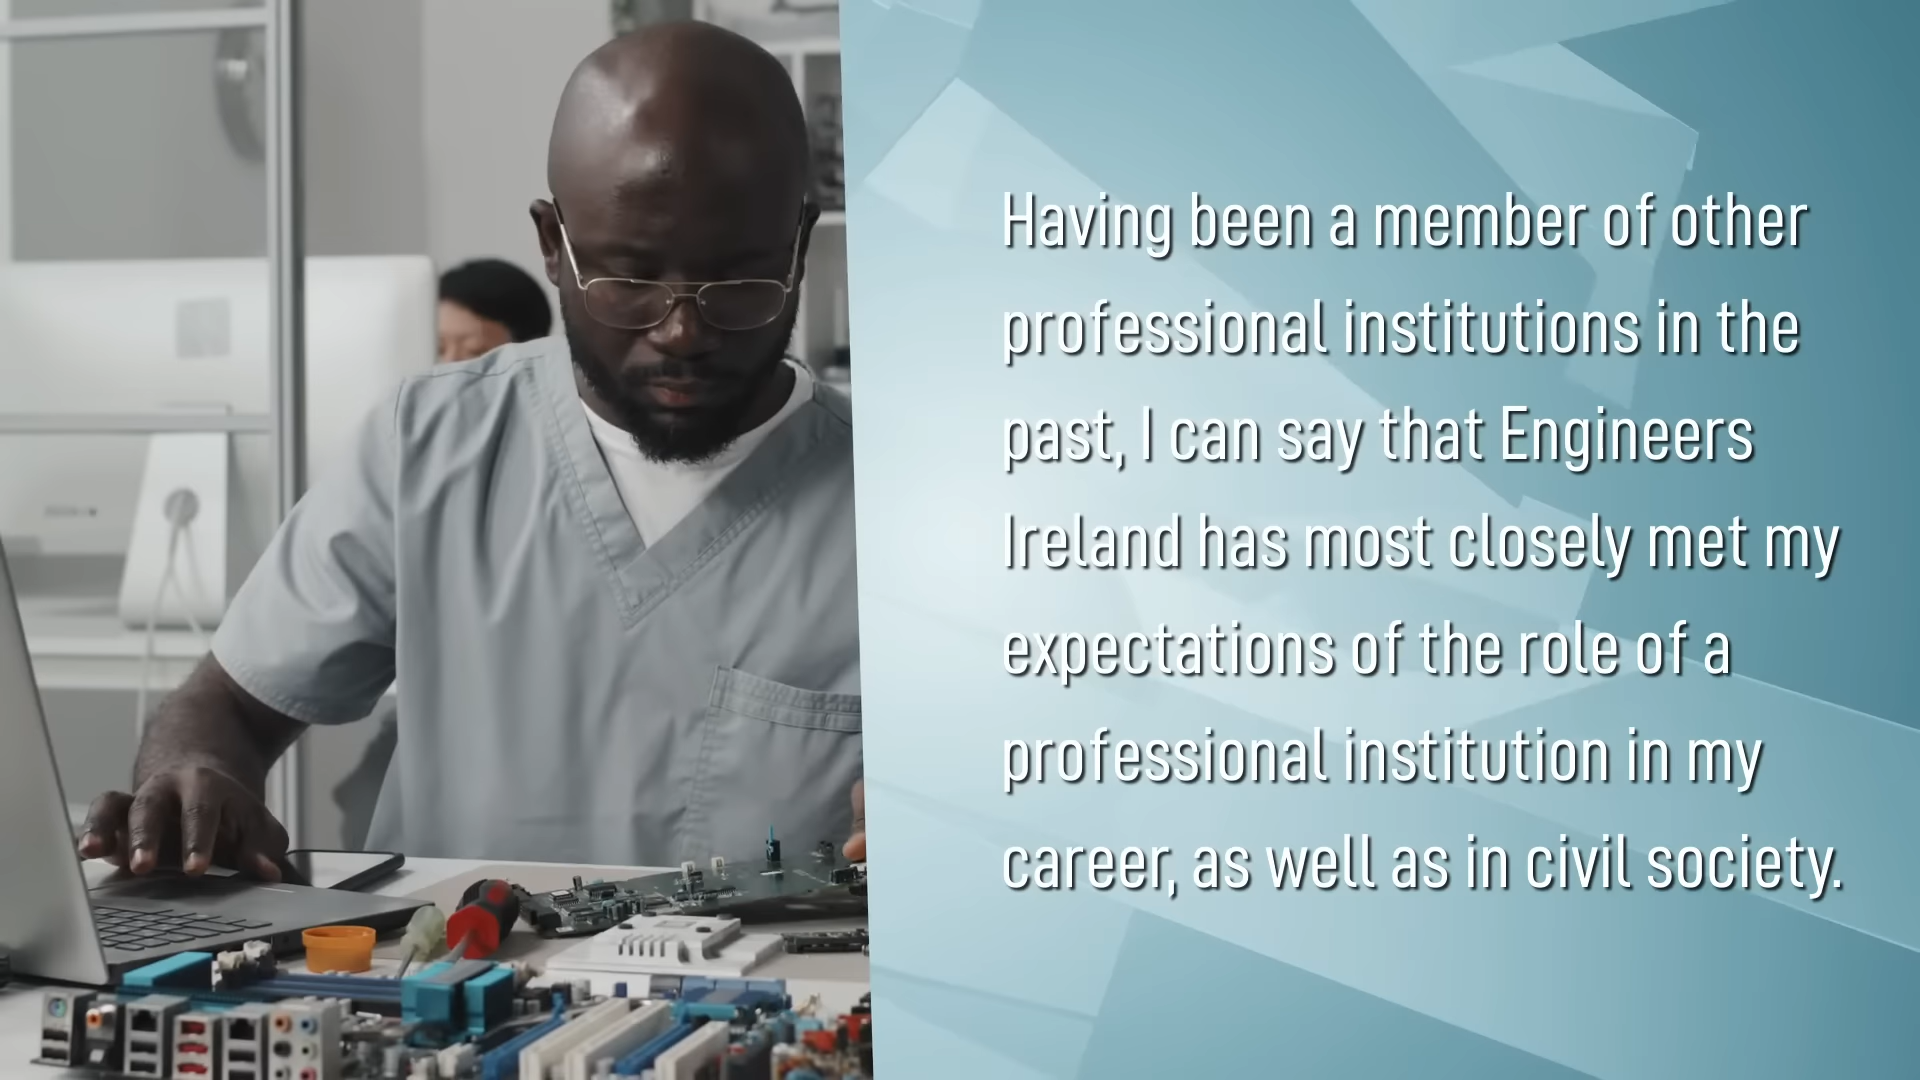 Having been a member of other
professional institutions in the
past, I can say that Engineers
Ireland has most closely met my
expectations of the role of a
professional institution in my
career, as well as in civil society.